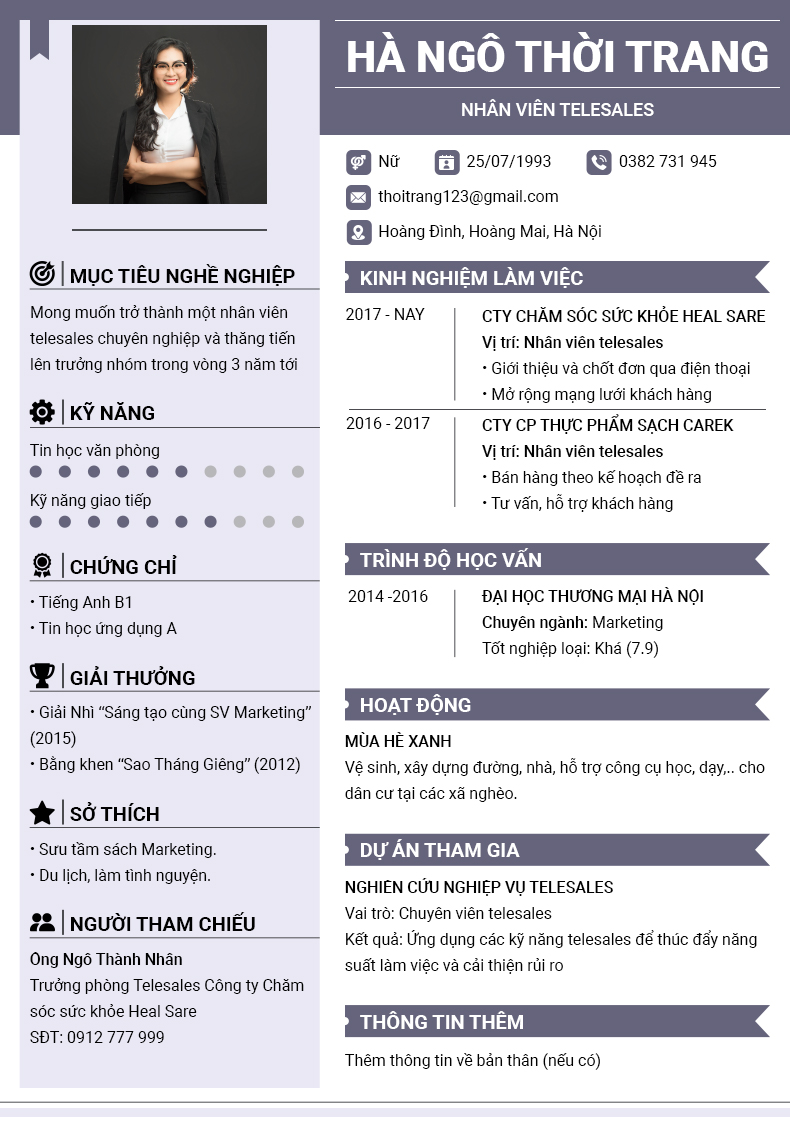 HÀ NGÔ THỜI TRANG
NHÂN VIÊN TELESALES
Nữ
25/07/1993
0382 731 945
thoitrang123@gmail.com
Hoàng Đình, Hoàng Mai, Hà Nội
MỤC TIÊU NGHỀ NGHIỆP
Mong muốn trở thành một nhân viên
telesales chuyên nghiệp và thăng tiến
lên trưởng nhóm trong vòng 3 năm tới
KỸ NĂNG
Tin học văn phòng
Kỹ năng giao tiếp
CHỨNG CHỈ
• Tiếng Anh B1
• Tin học ứng dụng A
GIẢI THƯỞNG
• Giải Nhì “Sáng tạo cùng SV Marketing”
(2015)
• Bằng khen “Sao Tháng Giêng” (2012)
SỞ THÍCH
• Sưu tầm sách Marketing.
• Du lịch, làm tình nguyện.
NGƯỜI THAM CHIẾU
Ông Ngô Thành Nhân
Trưởng phòng Telesales Công ty Chăm
sóc sức khỏe Heal Sare
SĐT: 0912 777 999
KINH NGHIỆM LÀM VIỆC
2017 - NAY
CTY CHĂM SÓC SỨC KHỎE HEAL SARE
Vị trí: Nhân viên telesales
• Giới thiệu và chốt đơn qua điện thoại
• Mở rộng mạng lưới khách hàng
2016 - 2017
CTY CP THỰC PHẨM SẠCH CAREK
Vị trí: Nhân viên telesales
• Bán hàng theo kế hoạch đề ra
• Tư vấn, hỗ trợ khách hàng
TRÌNH ĐỘ HỌC VẤN
2014 -2016
ĐẠI HỌC THƯƠNG MẠI HÀ NỘI
Chuyên ngành: Marketing
Tốt nghiệp loại: Khá (7.9)
HOẠT ĐỘNG
MÙA HÈ XANH
Vệ sinh, xây dựng đường, nhà, hỗ trợ công cụ học, dạy,.. cho
dân cư tại các xã nghèo.
DỰ ÁN THAM GIA
NGHIÊN CỨU NGHIỆP VỤ TELESALES
Vai trò: Chuyên viên telesales
Kết quả: Ứng dụng các kỹ năng telesales để thúc đẩy năng
suất làm việc và cải thiện rủi ro
THÔNG TIN THÊM
Thêm thông tin về bản thân (nếu có)